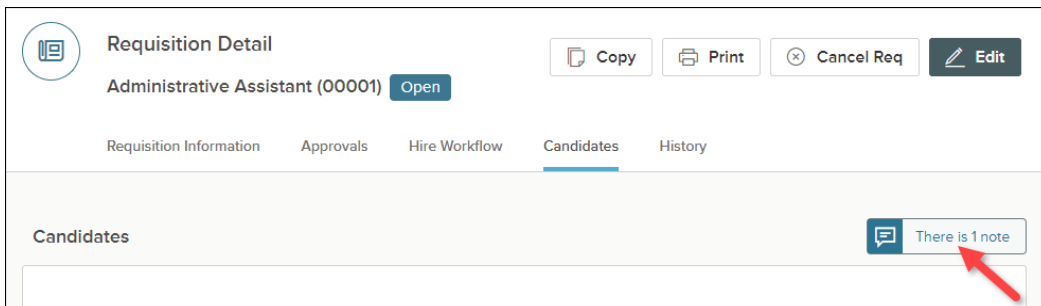 Requisition Detail
Copy Print Cancel Req Edit
Administrative Assistant (00001) Open
Requisition Information Approvals Hire Workflow Candidates History
Candidates There is 1 note